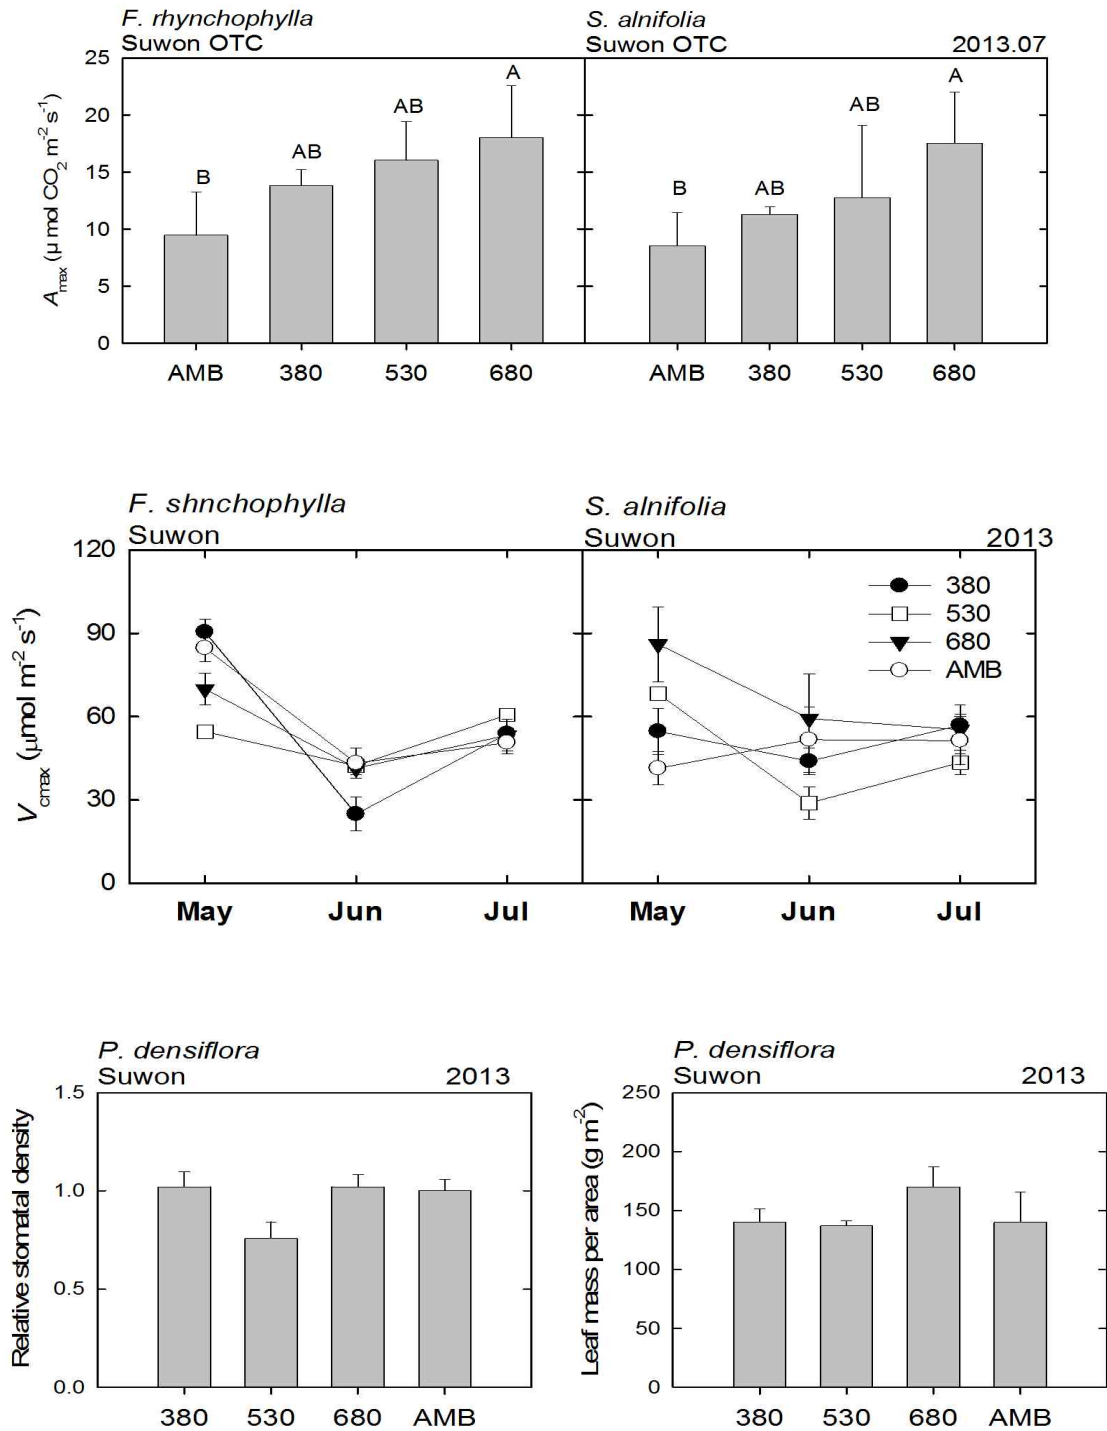 F. rhynchophylla
Suwon OTC
S. alnifolia
Suwon OTC 2013.07
Amax (μ mol CO2 m-2 s-1)
25
20
15
10
5
0
B
AB
AB
A
B
AB
AB
A
AMB 380 530 680
AMB 380 530 680
F. shnchophylla
Suwon
S. alnifolia
Suwon 2013
Vcmax (μmol m-2 s-1)
120
90
60
30
0
380
530
680
AMB
May Jun Jul
May Jun Jul
P. densiflora
Suwon 2013
Relative stomatal density
1.5
1.0
0.5
0.0
380 530 680 AMB
P. densiflora
Suwon 2013
Leaf mass per area (g m-2)
250
200
150
100
50
0
380 530 680 AMB